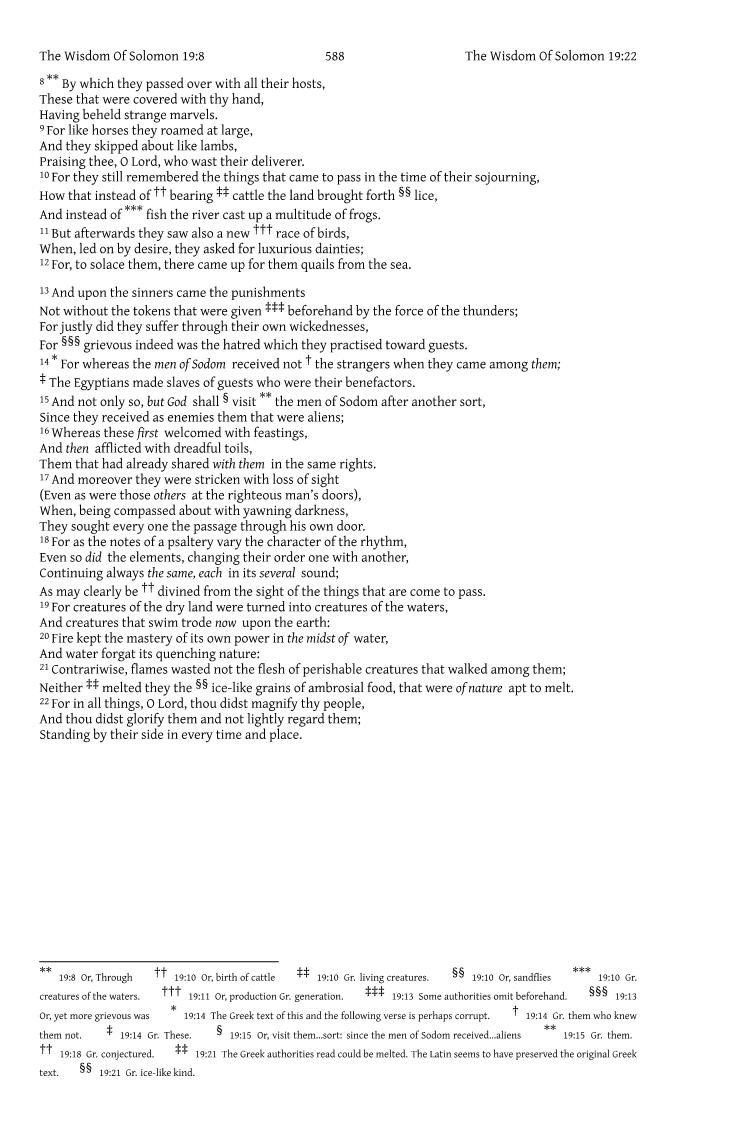 The Wisdom Of Solomon 19:8 588 The Wisdom Of Solomon 19:22
8 ** By which they passed over with all their hosts,
These that were covered with thy hand,
Having beheld strange marvels.
9 For like horses they roamed at large,
And they skipped about like lambs,
Praising thee, O Lord, who wast their deliverer.
10 For they still remembered the things that came to pass in the time of their sojourning,
How that instead of †† bearing ‡‡ cattle the land brought forth §§ lice,
And instead of *** fish the river cast up a multitude of frogs.
11 But afterwards they saw also a new ††† race of birds,
When, led on by desire, they asked for luxurious dainties;
12 For, to solace them, there came up for them quails from the sea.
13 And upon the sinners came the punishments
Not without the tokens that were given ‡‡‡ beforehand by the force of the thunders;
For justly did they suffer through their own wickednesses,
For §§§ grievous indeed was the hatred which they practised toward guests.
14 * For whereas the men of Sodom received not † the strangers when they came among them;
‡ The Egyptians made slaves of guests who were their benefactors.
15 And not only so, but God shall § visit ** the men of Sodom after another sort,
Since they received as enemies them that were aliens;
16 Whereas these first welcomed with feastings,
And then afflicted with dreadful toils,
Them that had already shared with them in the same rights.
17 And moreover they were stricken with loss of sight
(Even as were those others at the righteous man's doors),
When, being compassed about with yawning darkness,
They sought every one the passage through his own door.
18 For as the notes of a psaltery vary the character of the rhythm,
Even so did the elements, changing their order one with another,
Continuing always the same, each in its several sound;
As may clearly be †† divined from the sight of the things that are come to pass.
19 For creatures of the dry land were turned into creatures of the waters,
And creatures that swim trode now upon the earth:
20 Fire kept the mastery of its own power in the midst of water,
And water forgat its quenching nature:
21 Contrariwise, flames wasted not the flesh of perishable creatures that walked among them;
Neither ‡‡ melted they the §§ ice-like grains of ambrosial food, that were of nature apt to melt.
22 For in all things, O Lord, thou didst magnify thy people,
And thou didst glorify them and not lightly regard them;
Standing by their side in every time and place.
** 19:8 Or, Through †† 19:10 Or, birth of cattle ‡‡ 19:10 Gr. living creatures. §§ 19:10 Or, sandflies *** 19:10 Gr.
creatures of the waters. ††† 19:11 Or, production Gr. generation. ‡‡‡ 19:13 Some authorities omit beforehand. §§§ 19:13
Or, yet more grievous was * 19:14 The Greek text of this and the following verse is perhaps corrupt. † 19:14 Gr. them who knew
them not. ‡ 19:14 Gr. These. § 19:15 Or, visit them...sort: since the men of Sodom received...aliens ** 19:15 Gr. them.
†† 19:18 Gr. conjectured. ‡‡ 19:21 The Greek authorities read could be melted. The Latin seems to have preserved the original Greek
text. §§ 19:21 Gr. ice-like kind.